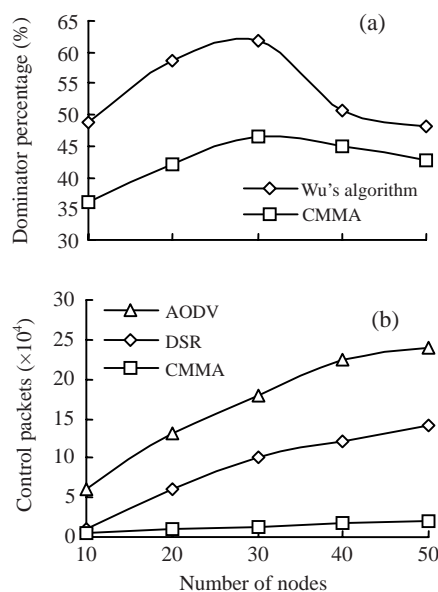 (a)
Dominator percentage (%)
65
60
55
50
45
40
35
30
Wu's algorithm
CMMA
(b)
Control packets (×10⁴)
30
25
20
15
10
5
0
AODV
DSR
CMMA
10 20 30 40 50
Number of nodes